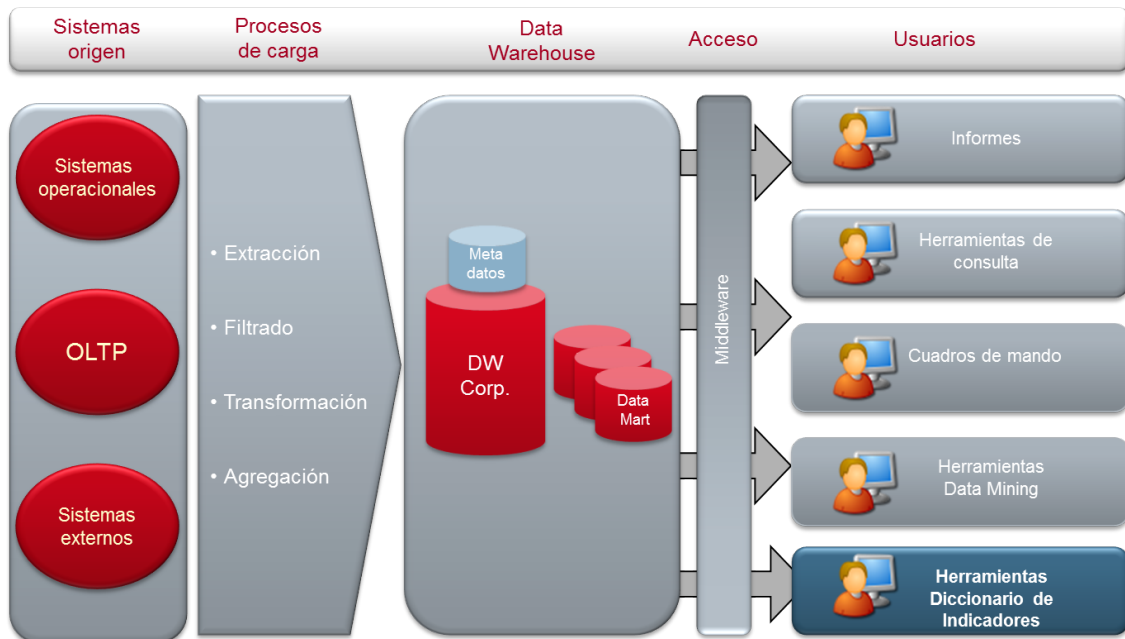 Sistemas
origen
Procesos
de carga
Data
Warehouse
Acceso
Usuarios
Sistemas
operacionales
OLTP
Sistemas
externos
• Extracción
• Filtrado
• Transformación
• Agregación
Meta
datos
DW
Corp.
Data
Mart
Middleware
Informes
Herramientas de
consulta
Cuadros de mando
Herramientas
Data Mining
Herramientas
Diccionario de
Indicadores